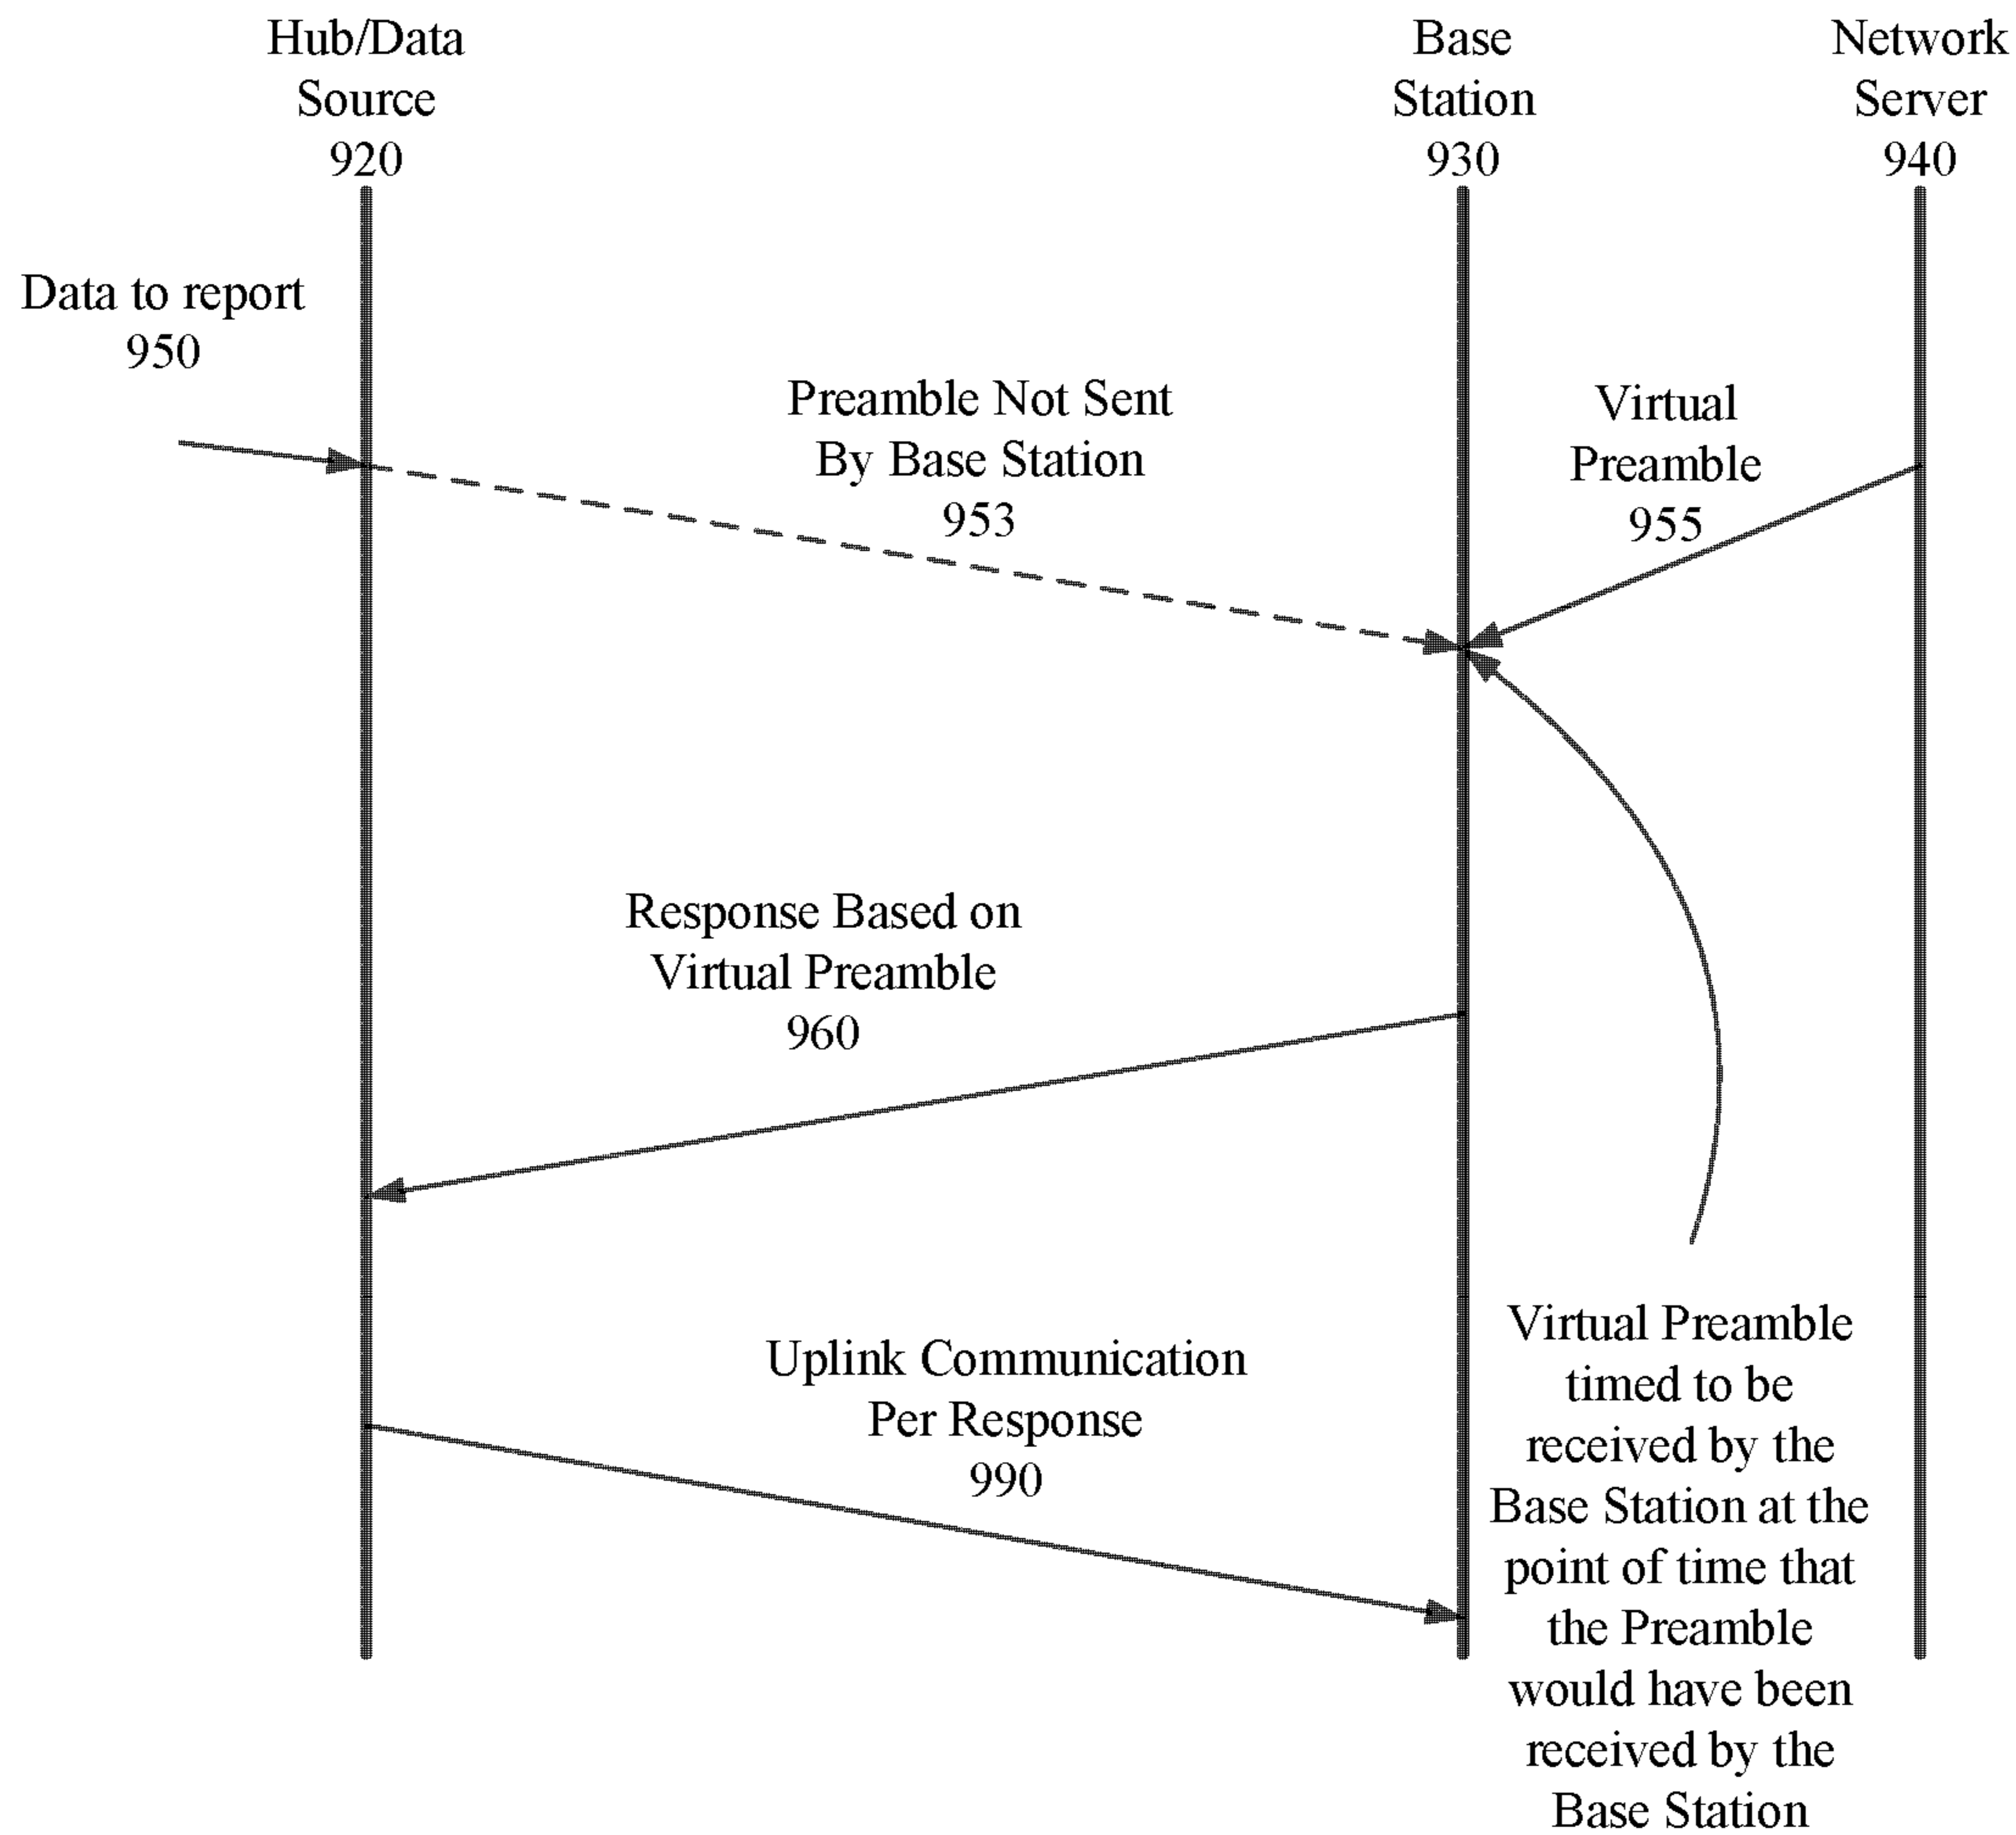 Hub/Data
Source
920
Base
Station
930
Network
Server
940
Data to report
950
Preamble Not Sent
By Base Station
953
Virtual
Preamble
955
Response Based on
Virtual Preamble
960
Uplink Communication
Per Response
990
Virtual Preamble
timed to be
received by the
Base Station at the
point of time that
the Preamble
would have been
received by the
Base Station